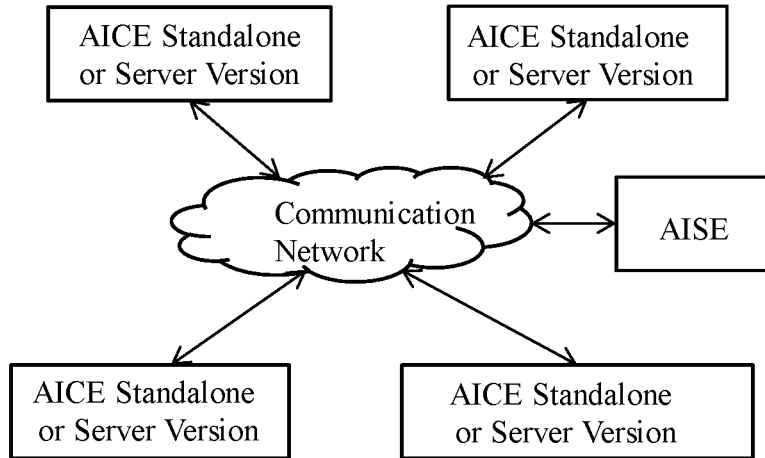 AICE Standalone
or Server Version
AICE Standalone
or Server Version
Communication
Network
AISE
AICE Standalone
or Server Version
AICE Standalone
or Server Version